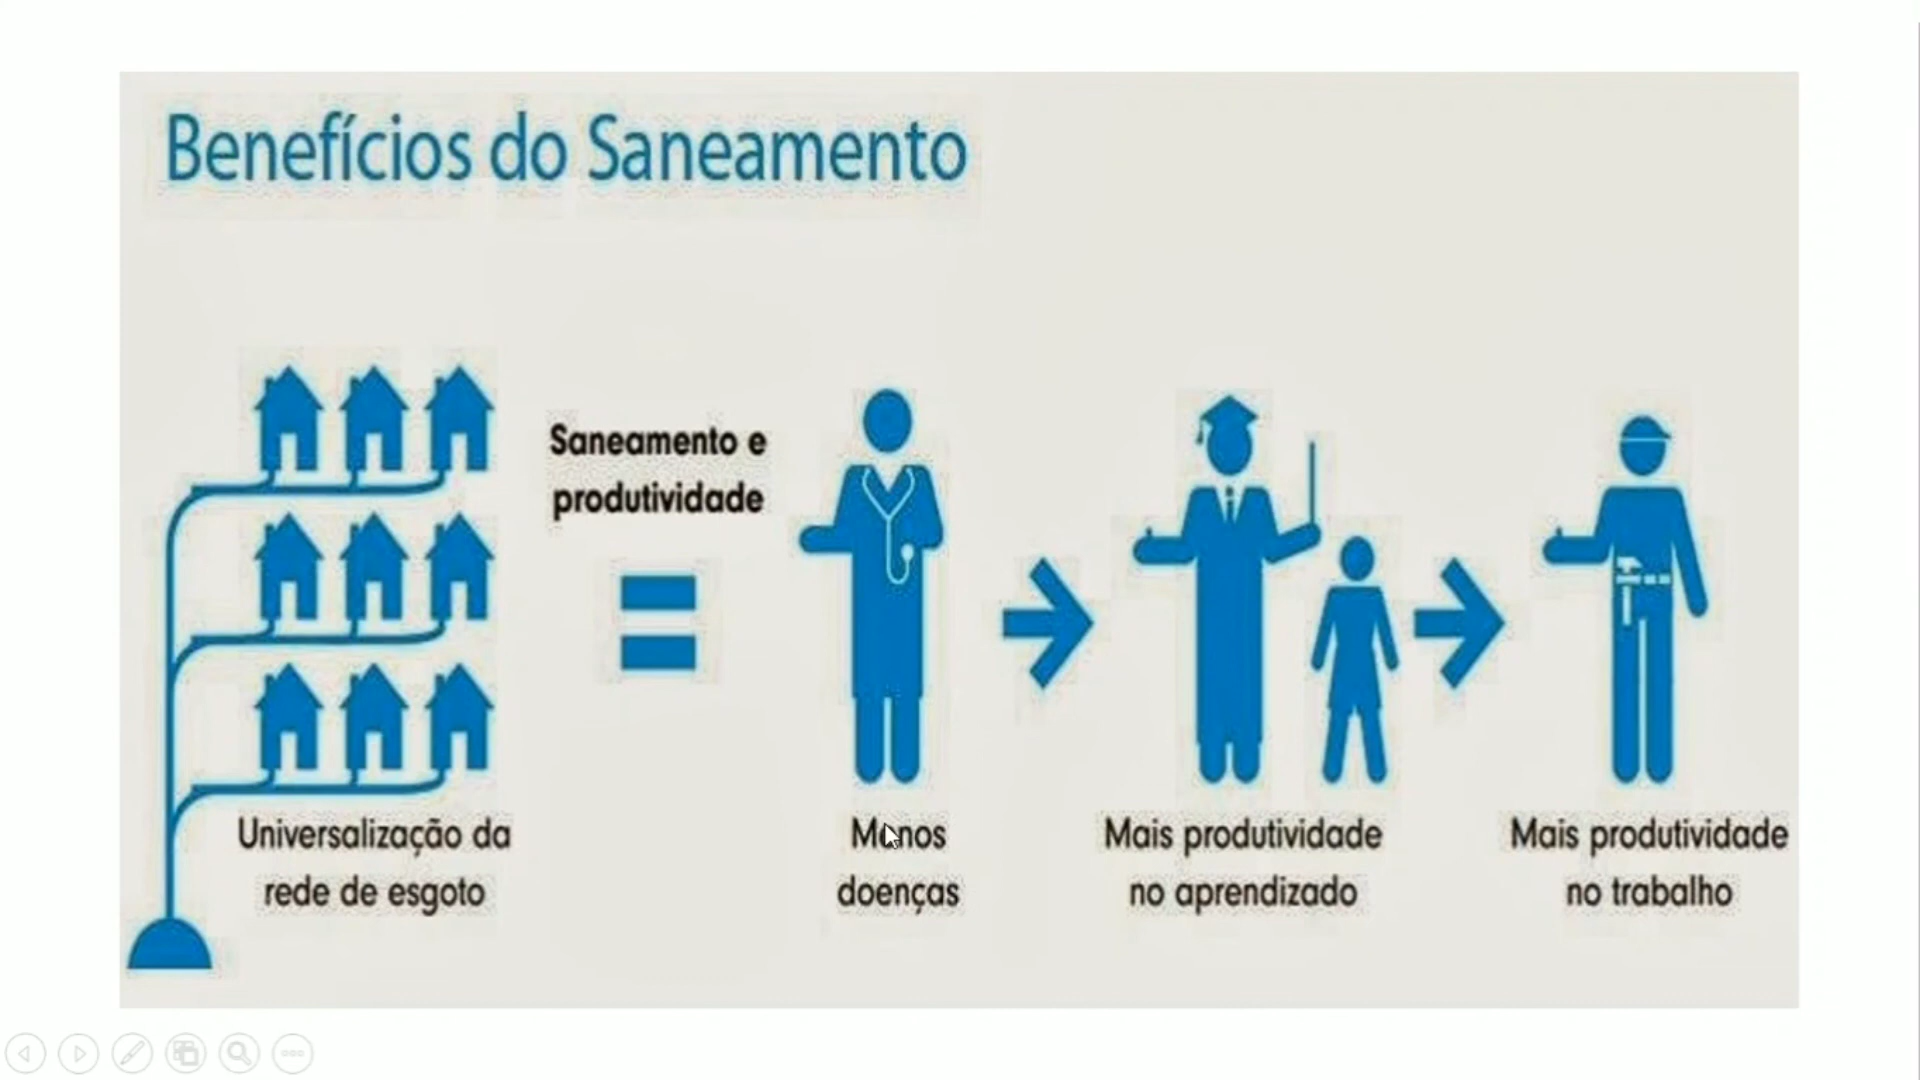 Benefícios do Saneamento
Saneamento e
produtividade
Universalização da
rede de esgoto
Menos
doenças
Mais produtividade
no aprendizado
Mais produtividade
no trabalho